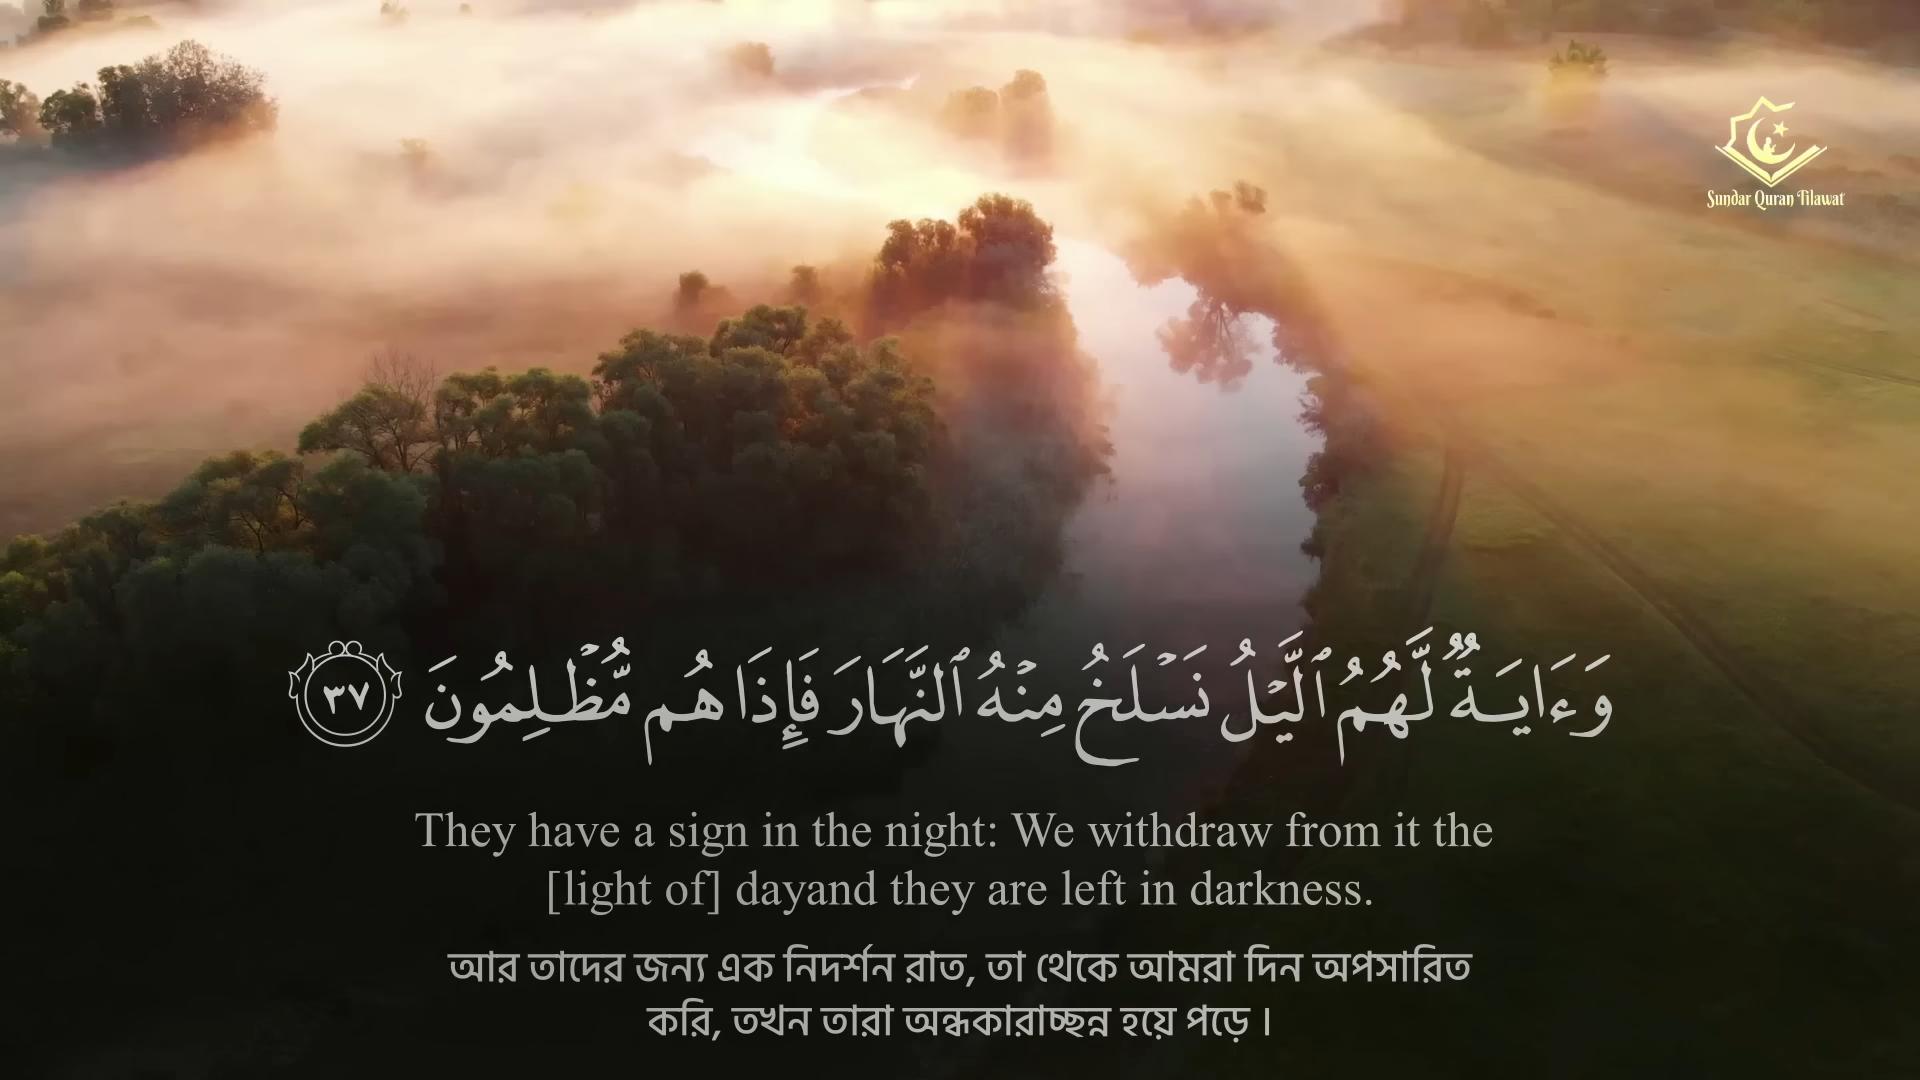 Sundar Quran Tilawat
وَءَايَةٌ لَّهُمُ ٱلَّيْلُ نَسْلَخُ مِنْهُ ٱلنَّهَارَ فَإِذَا هُم مُّظْلِمُونَ ٣٧
They have a sign in the night: We withdraw from it the
[light of] dayand they are left in darkness.
আর তাদের জন্য এক নিদর্শন রাত, তা থেকে আমরা দিন অপসারিত
করি, তখন তারা অন্ধকারাচ্ছন্ন হয়ে পড়ে ।